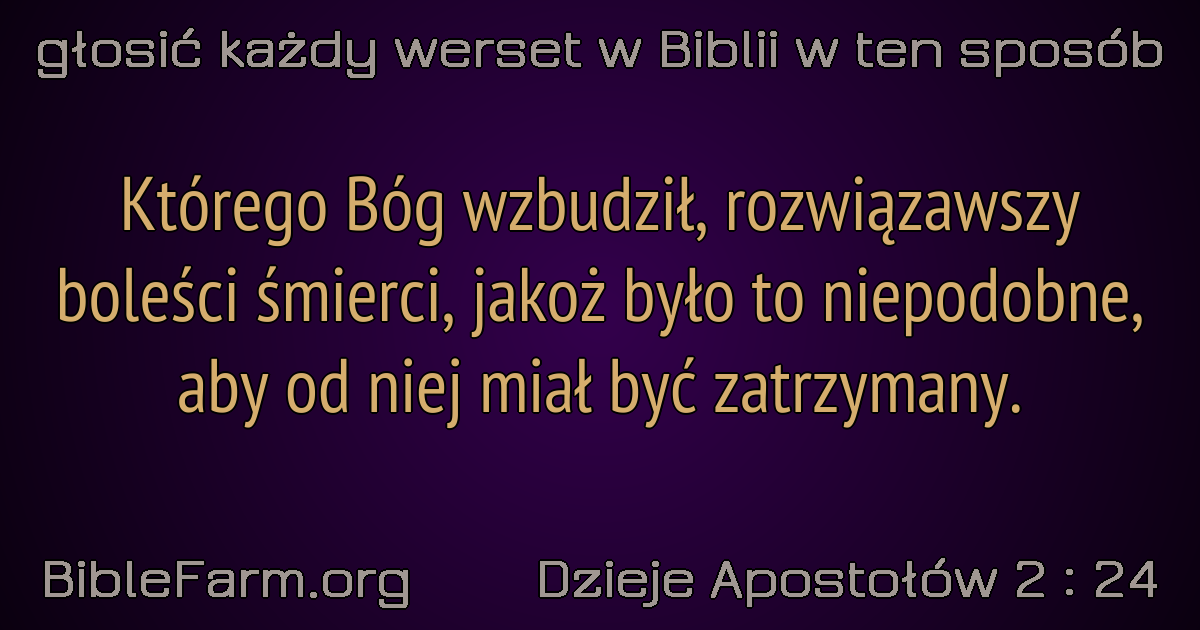 głosić każdy werset w Biblii w ten sposób
Którego Bóg wzbudził, rozwiązawszy
boleści śmierci, jakoż było to niepodobne,
aby od niej miał być zatrzymany.
BibleFarm.org
Dzieje Apostołów 2 : 24